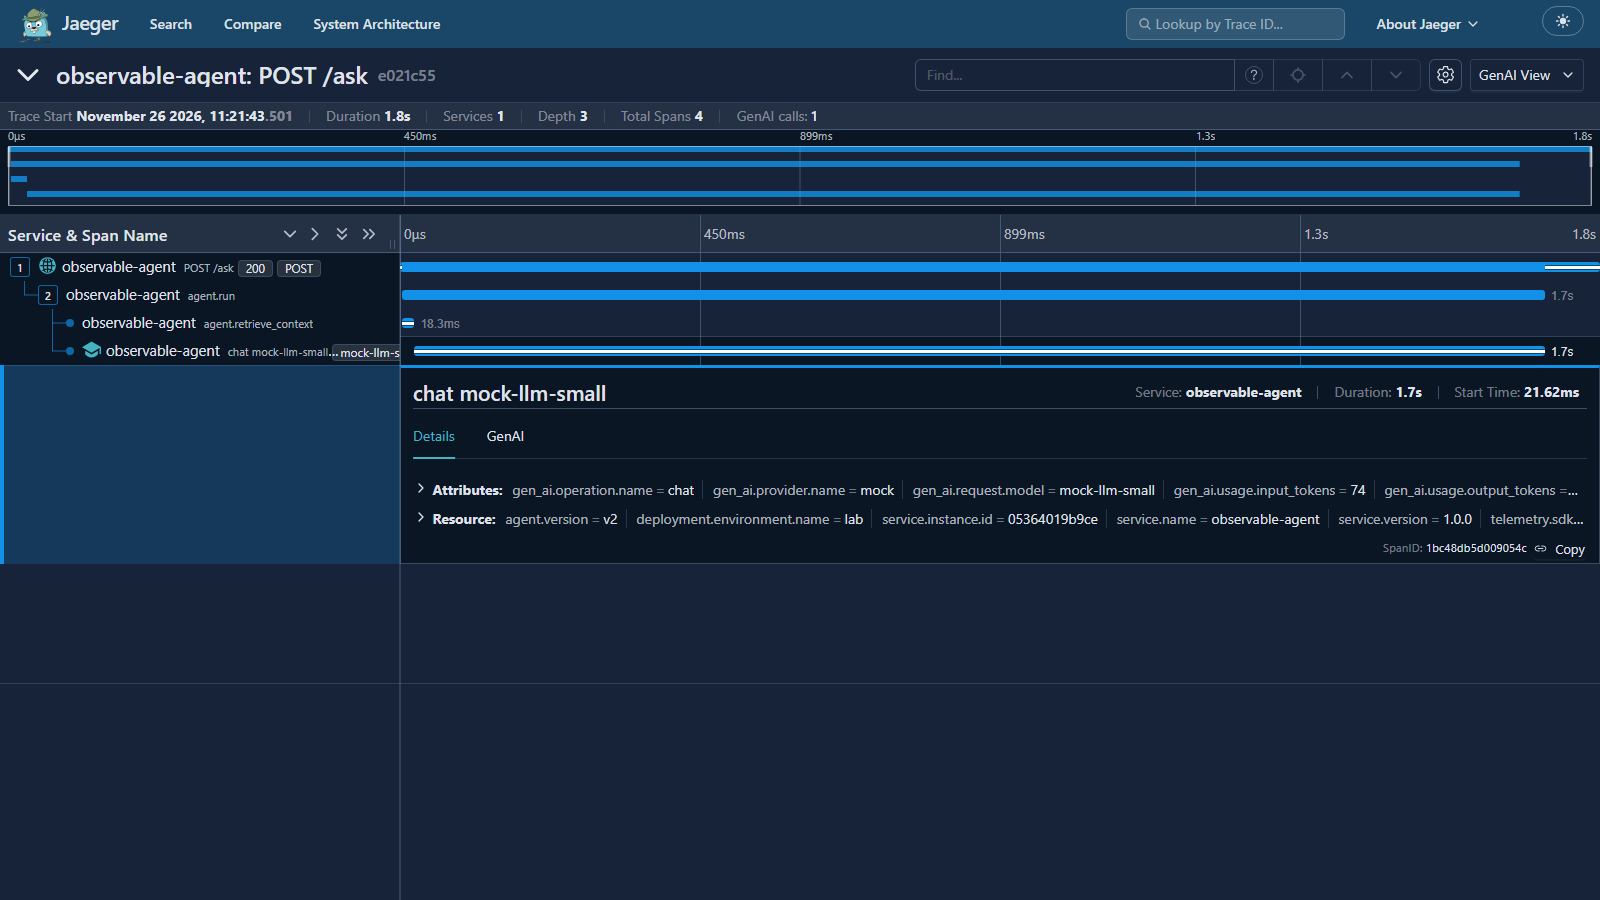 Jaeger Search Compare System Architecture Lookup by Trace ID... About Jaeger
observable-agent: POST /ask e021c55 Find... ? GenAI View
Trace Start November 26 2026, 11:21:43.501 Duration 1.8s Services 1 Depth 3 Total Spans 4 GenAI calls: 1
0μs 450ms 899ms 1.3s 1.8s
Service & Span Name 0μs 450ms 899ms 1.3s 1.8s
1 observable-agent POST /ask 200 POST
2 observable-agent agent.run 1.7s
observable-agent agent.retrieve_context 18.3ms
observable-agent chat mock-llm-small... mock-llm-s 1.7s
chat mock-llm-small Service: observable-agent Duration: 1.7s Start Time: 21.62ms
Details GenAI
Attributes: gen_ai.operation.name = chat gen_ai.provider.name = mock gen_ai.request.model = mock-llm-small gen_ai.usage.input_tokens = 74 gen_ai.usage.output_tokens =...
Resource: agent.version = v2 deployment.environment.name = lab service.instance.id = 05364019b9ce service.name = observable-agent service.version = 1.0.0 telemetry.sdk...
SpanID: 1bc48db5d009054c Copy